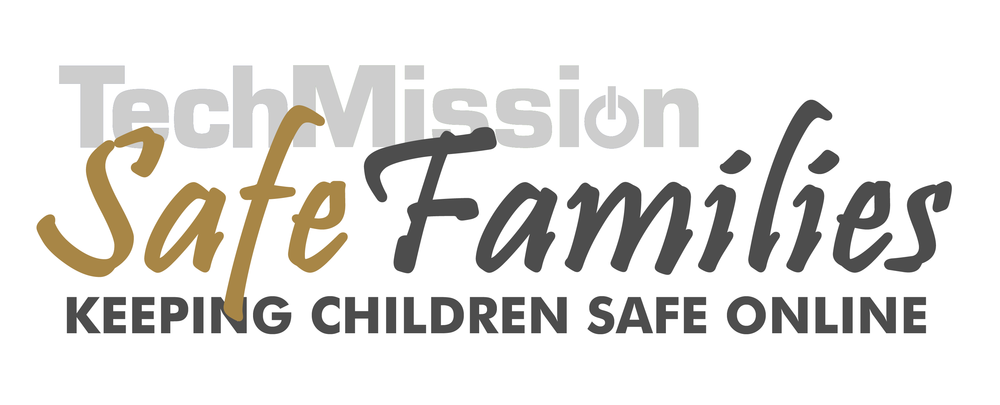 TechMission
Safe Families
KEEPING CHILDREN SAFE ONLINE